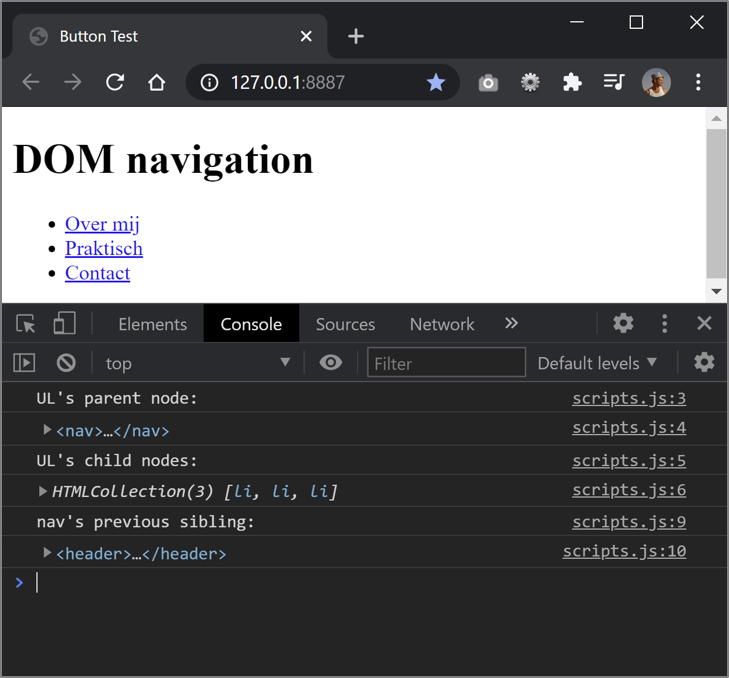 Button Test
127.0.0.1:8887
DOM navigation
Over mij
Praktisch
Contact
Elements Console Sources Network »
top Filter Default levels
UL's parent node: scripts.js:3
<nav>…</nav> scripts.js:4
UL's child nodes: scripts.js:5
HTMLCollection(3) [li, li, li] scripts.js:6
nav's previous sibling: scripts.js:9
<header>…</header> scripts.js:10
>